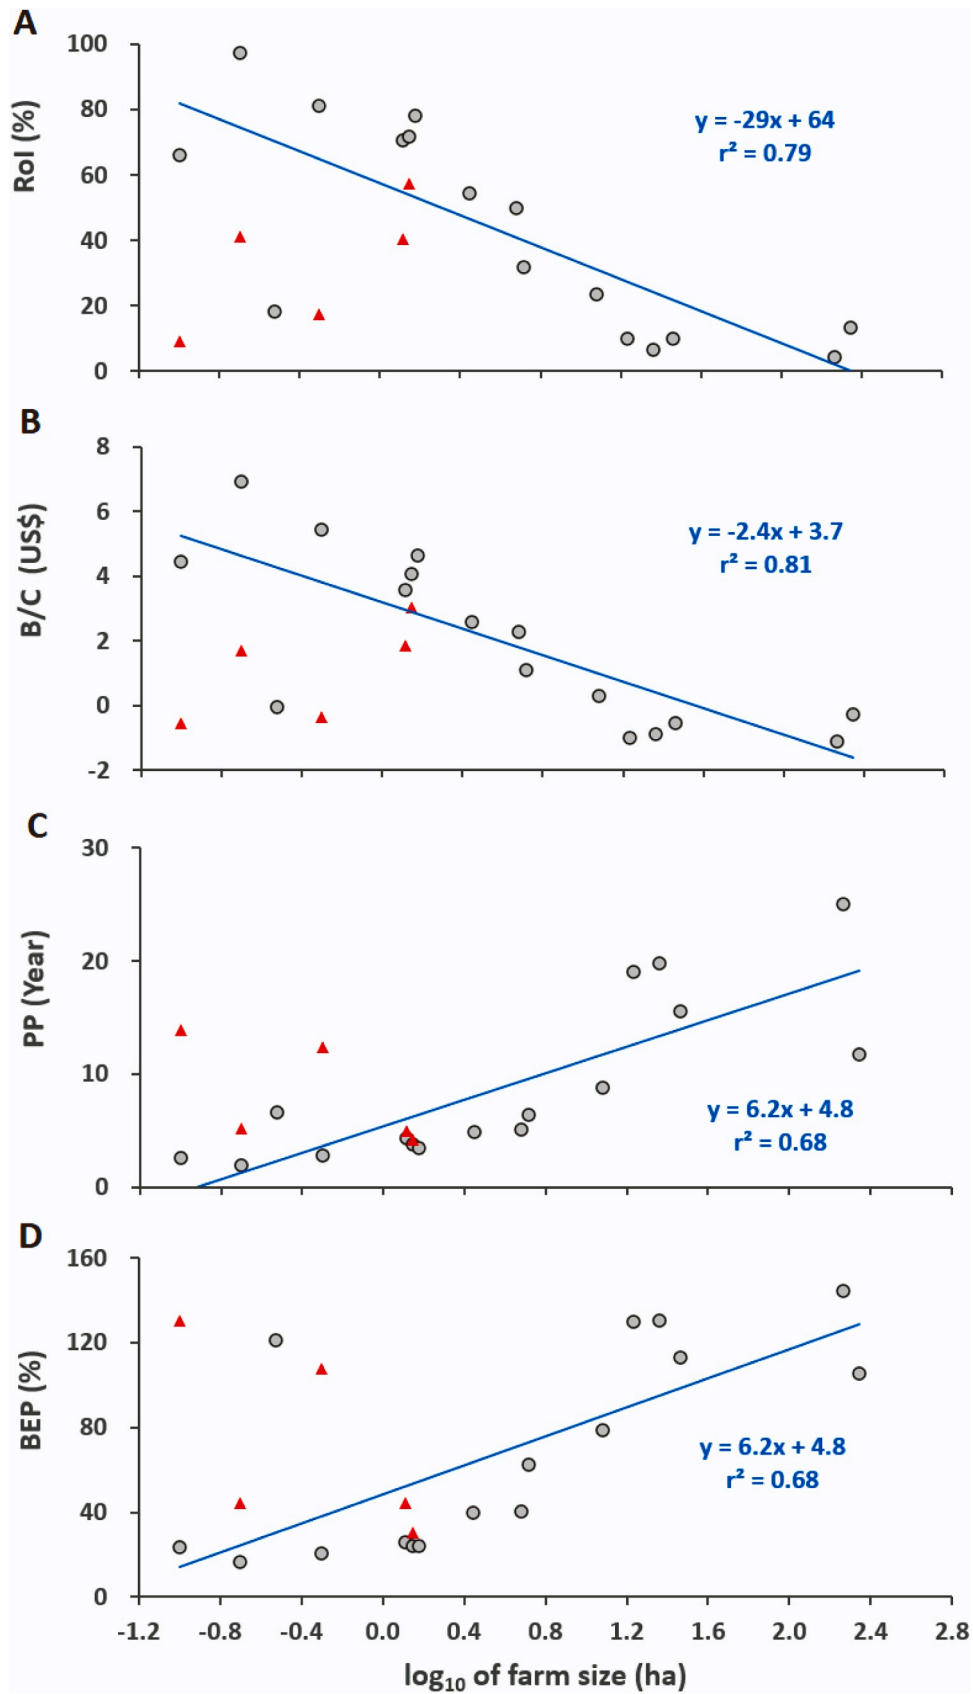 A
100
80
60
40
20
0
RoI (%)
y = -29x + 64
r² = 0.79
B
8
6
4
2
0
-2
B/C (US$)
y = -2.4x + 3.7
r² = 0.81
C
30
20
10
0
PP (Year)
y = 6.2x + 4.8
r² = 0.68
D
160
120
80
40
0
BEP (%)
y = 6.2x + 4.8
r² = 0.68
-1.2 -0.8 -0.4 0.0 0.4 0.8 1.2 1.6 2.0 2.4 2.8
log₁₀ of farm size (ha)